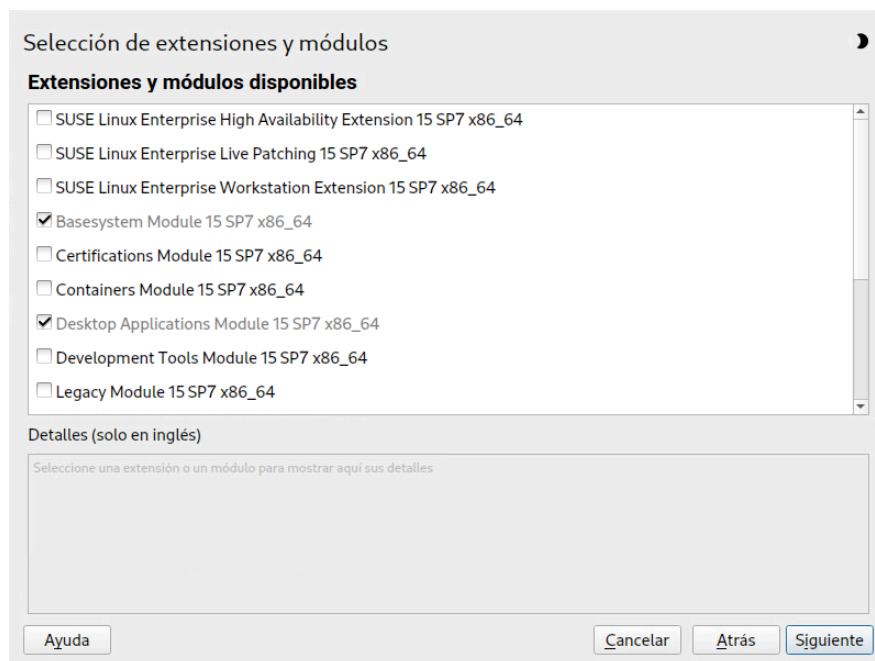 Selección de extensiones y módulos
Extensiones y módulos disponibles
SUSE Linux Enterprise High Availability Extension 15 SP7 x86_64
SUSE Linux Enterprise Live Patching 15 SP7 x86_64
SUSE Linux Enterprise Workstation Extension 15 SP7 x86_64
Basesystem Module 15 SP7 x86_64
Certifications Module 15 SP7 x86_64
Containers Module 15 SP7 x86_64
Desktop Applications Module 15 SP7 x86_64
Development Tools Module 15 SP7 x86_64
Legacy Module 15 SP7 x86_64
Detalles (solo en inglés)
Seleccione una extensión o un módulo para mostrar aquí sus detalles
Ayuda Cancelar Atrás Siguiente